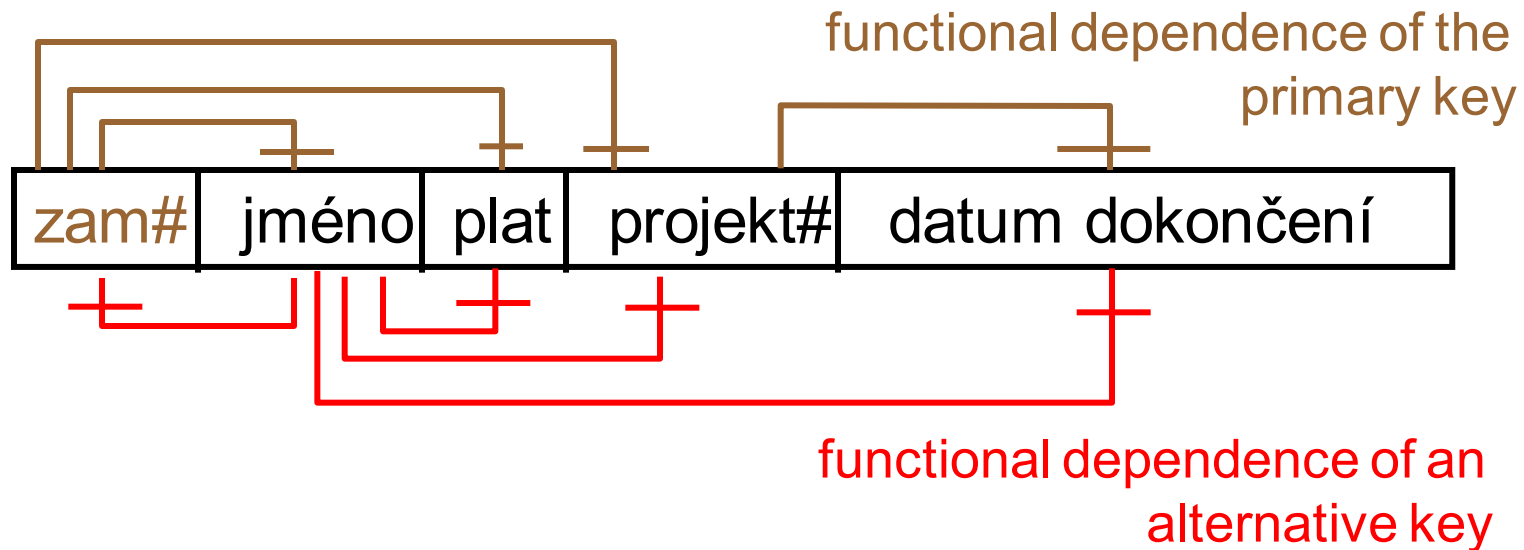 functional dependence of the
primary key
zam# jméno plat projekt# datum dokončení
functional dependence of an
alternative key